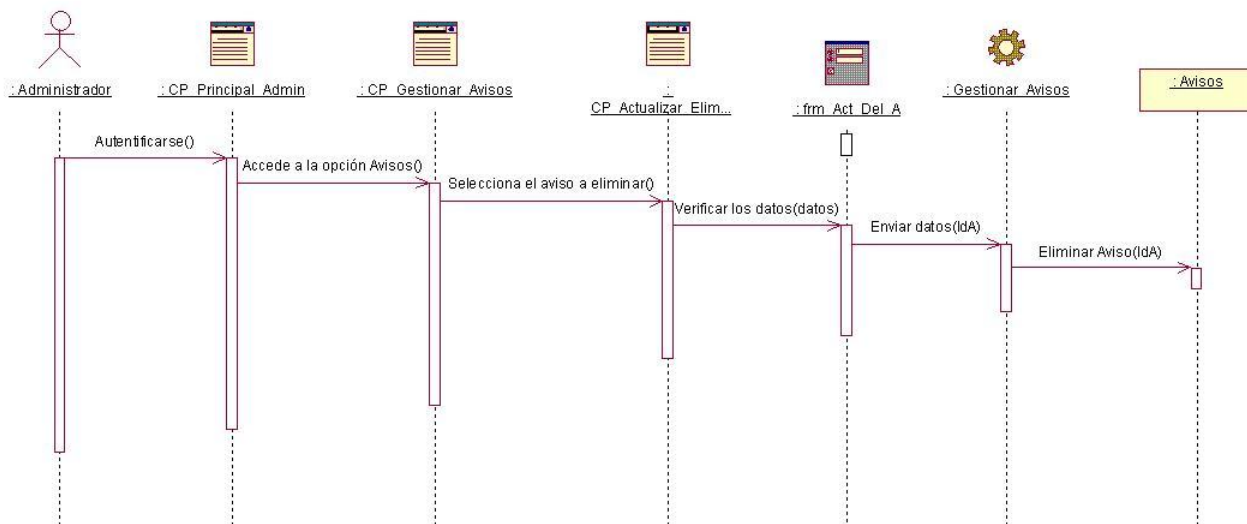 : Administrador
: CP_Principal_Admin
: CP_Gestionar_Avisos
:
CP_Actualizar_Elim...
: frm_Act_Del_A
: Gestionar_Avisos
: Avisos
Autentificarse()
Accede a la opción Avisos()
Selecciona el aviso a eliminar()
Verificar los datos(datos)
Enviar datos(IdA)
Eliminar Aviso(IdA)